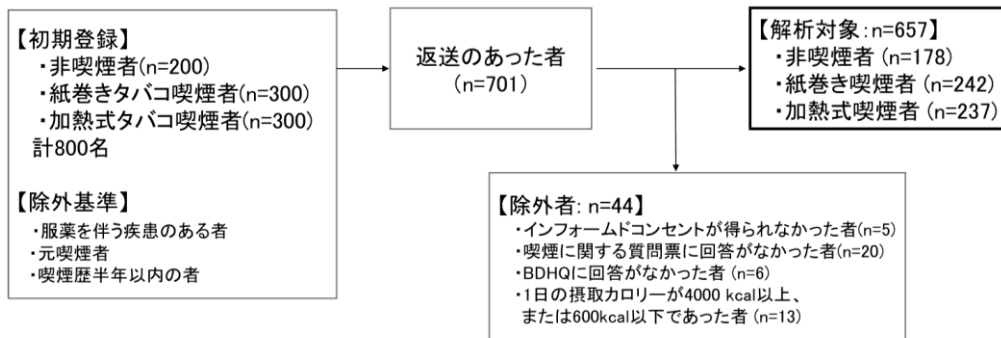 【初期登録】
・非喫煙者(n=200)
・紙巻きタバコ喫煙者(n=300)
・加熱式タバコ喫煙者(n=300)
計800名
【除外基準】
・服薬を伴う疾患のある者
・元喫煙者
・喫煙歴半年以内の者
返送のあった者
(n=701)
【解析対象:n=657】
・非喫煙者 (n=178)
・紙巻き喫煙者 (n=242)
・加熱式喫煙者 (n=237)
【除外者: n=44】
・インフォームドコンセントが得られなかった者(n=5)
・喫煙に関する質問票に回答がなかった者(n=20)
・BDHQに回答がなかった者 (n=6)
・1日の摂取カロリーが4000 kcal以上、
または600kcal以下であった者 (n=13)